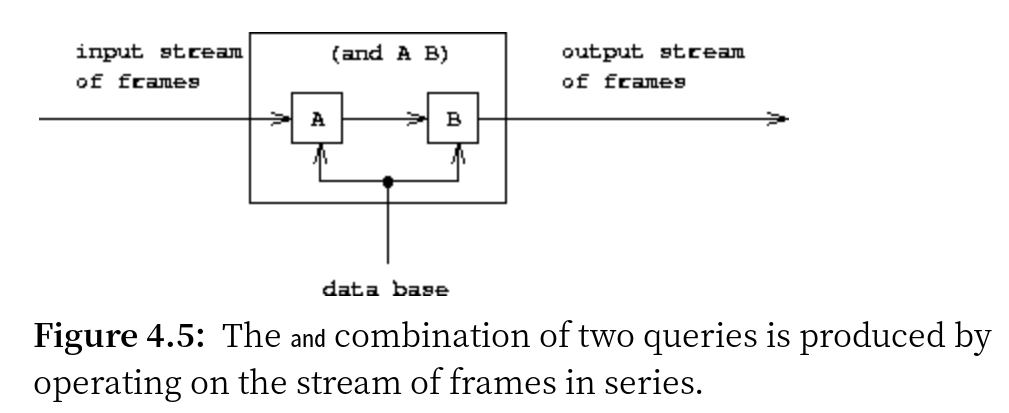 input stream
of frames
(and A B)
output stream
of frames
A
B
data base
Figure 4.5: The and combination of two queries is produced by
operating on the stream of frames in series.